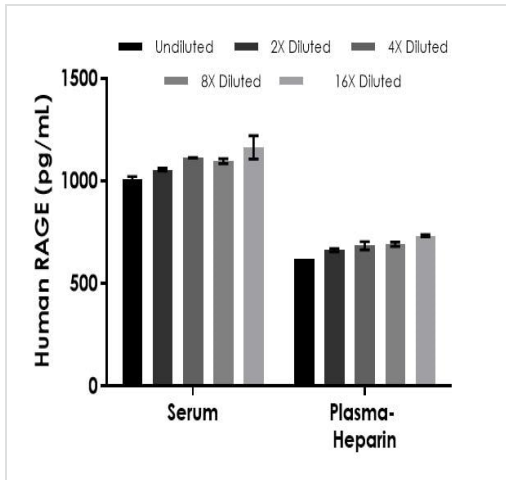 Undiluted 2X Diluted 4X Diluted
8X Diluted 16X Diluted
Human RAGE (pg/mL)
1500
1000
500
0
Serum Plasma-
Heparin